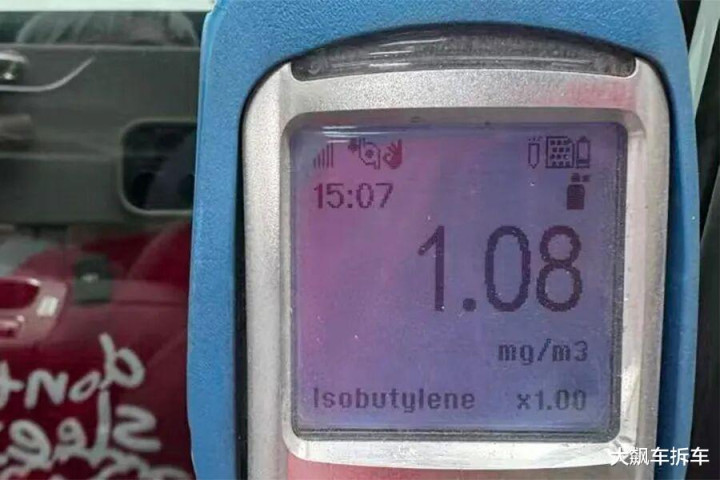 15:07
1.08
mg/m3
Isobutylene x1.00
dont
sleep
大飙车拆车